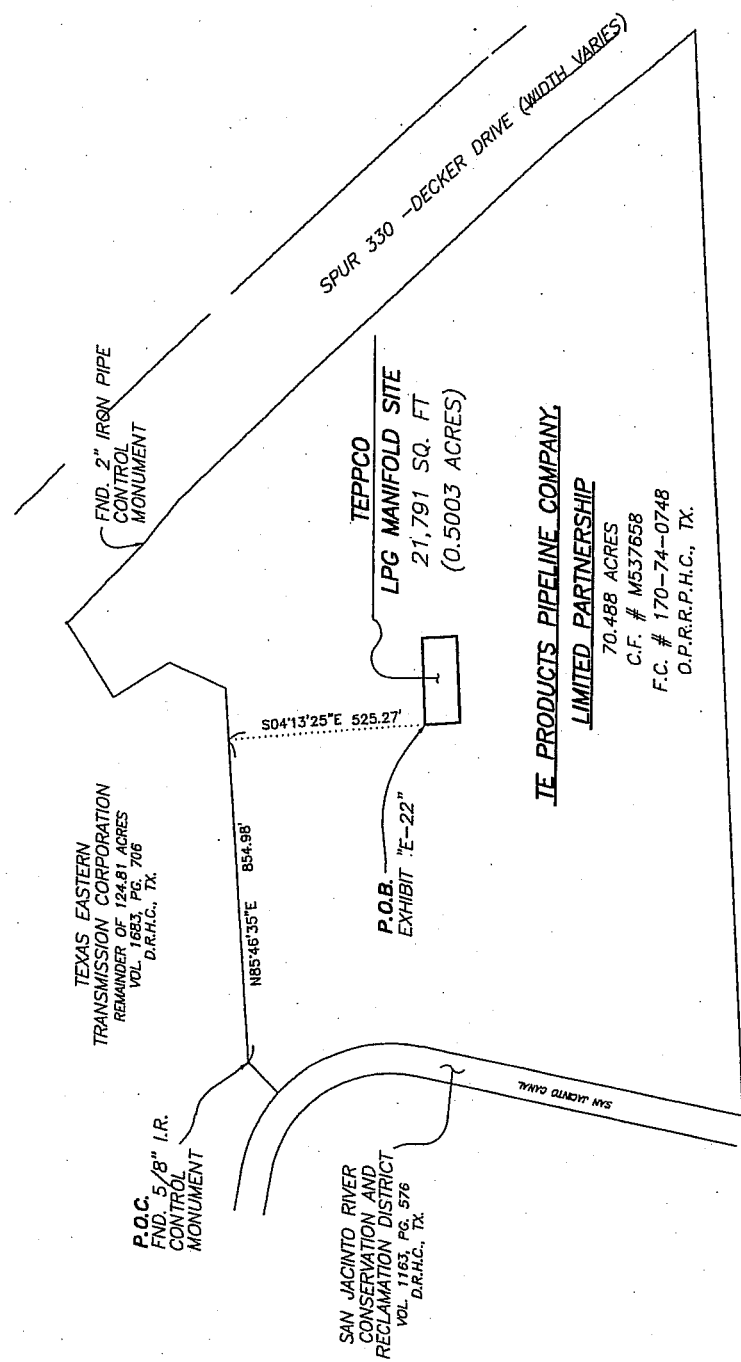 TEXAS EASTERN
TRANSMISSION CORPORATION
REMAINDER OF 124.81 ACRES
VOL. 1683, PG. 706
D.R.H.C., TX.
FND. 2" IRON PIPE
CONTROL
MONUMENT
SPUR 330 -DECKER DRIVE (WIDTH VARIES)
P.O.C.
FND. 5/8" I.R.
CONTROL
MONUMENT
N85°46'35"E 854.98'
S04°13'25"E 525.27'
TEPPCO
LPG MANIFOLD SITE
21,791 SQ. FT
(0.5003 ACRES)
P.O.B.
EXHIBIT "E-22"
SAN JACINTO RIVER
CONSERVATION AND
RECLAMATION DISTRICT
VOL. 1163, PG. 576
D.R.H.C., TX.
SAN JACINTO CANAL
TE PRODUCTS PIPELINE COMPANY,
LIMITED PARTNERSHIP
70.488 ACRES
C.F. # M537658
F.C. # 170-74-0748
O.P.R.R.P.H.C., TX.